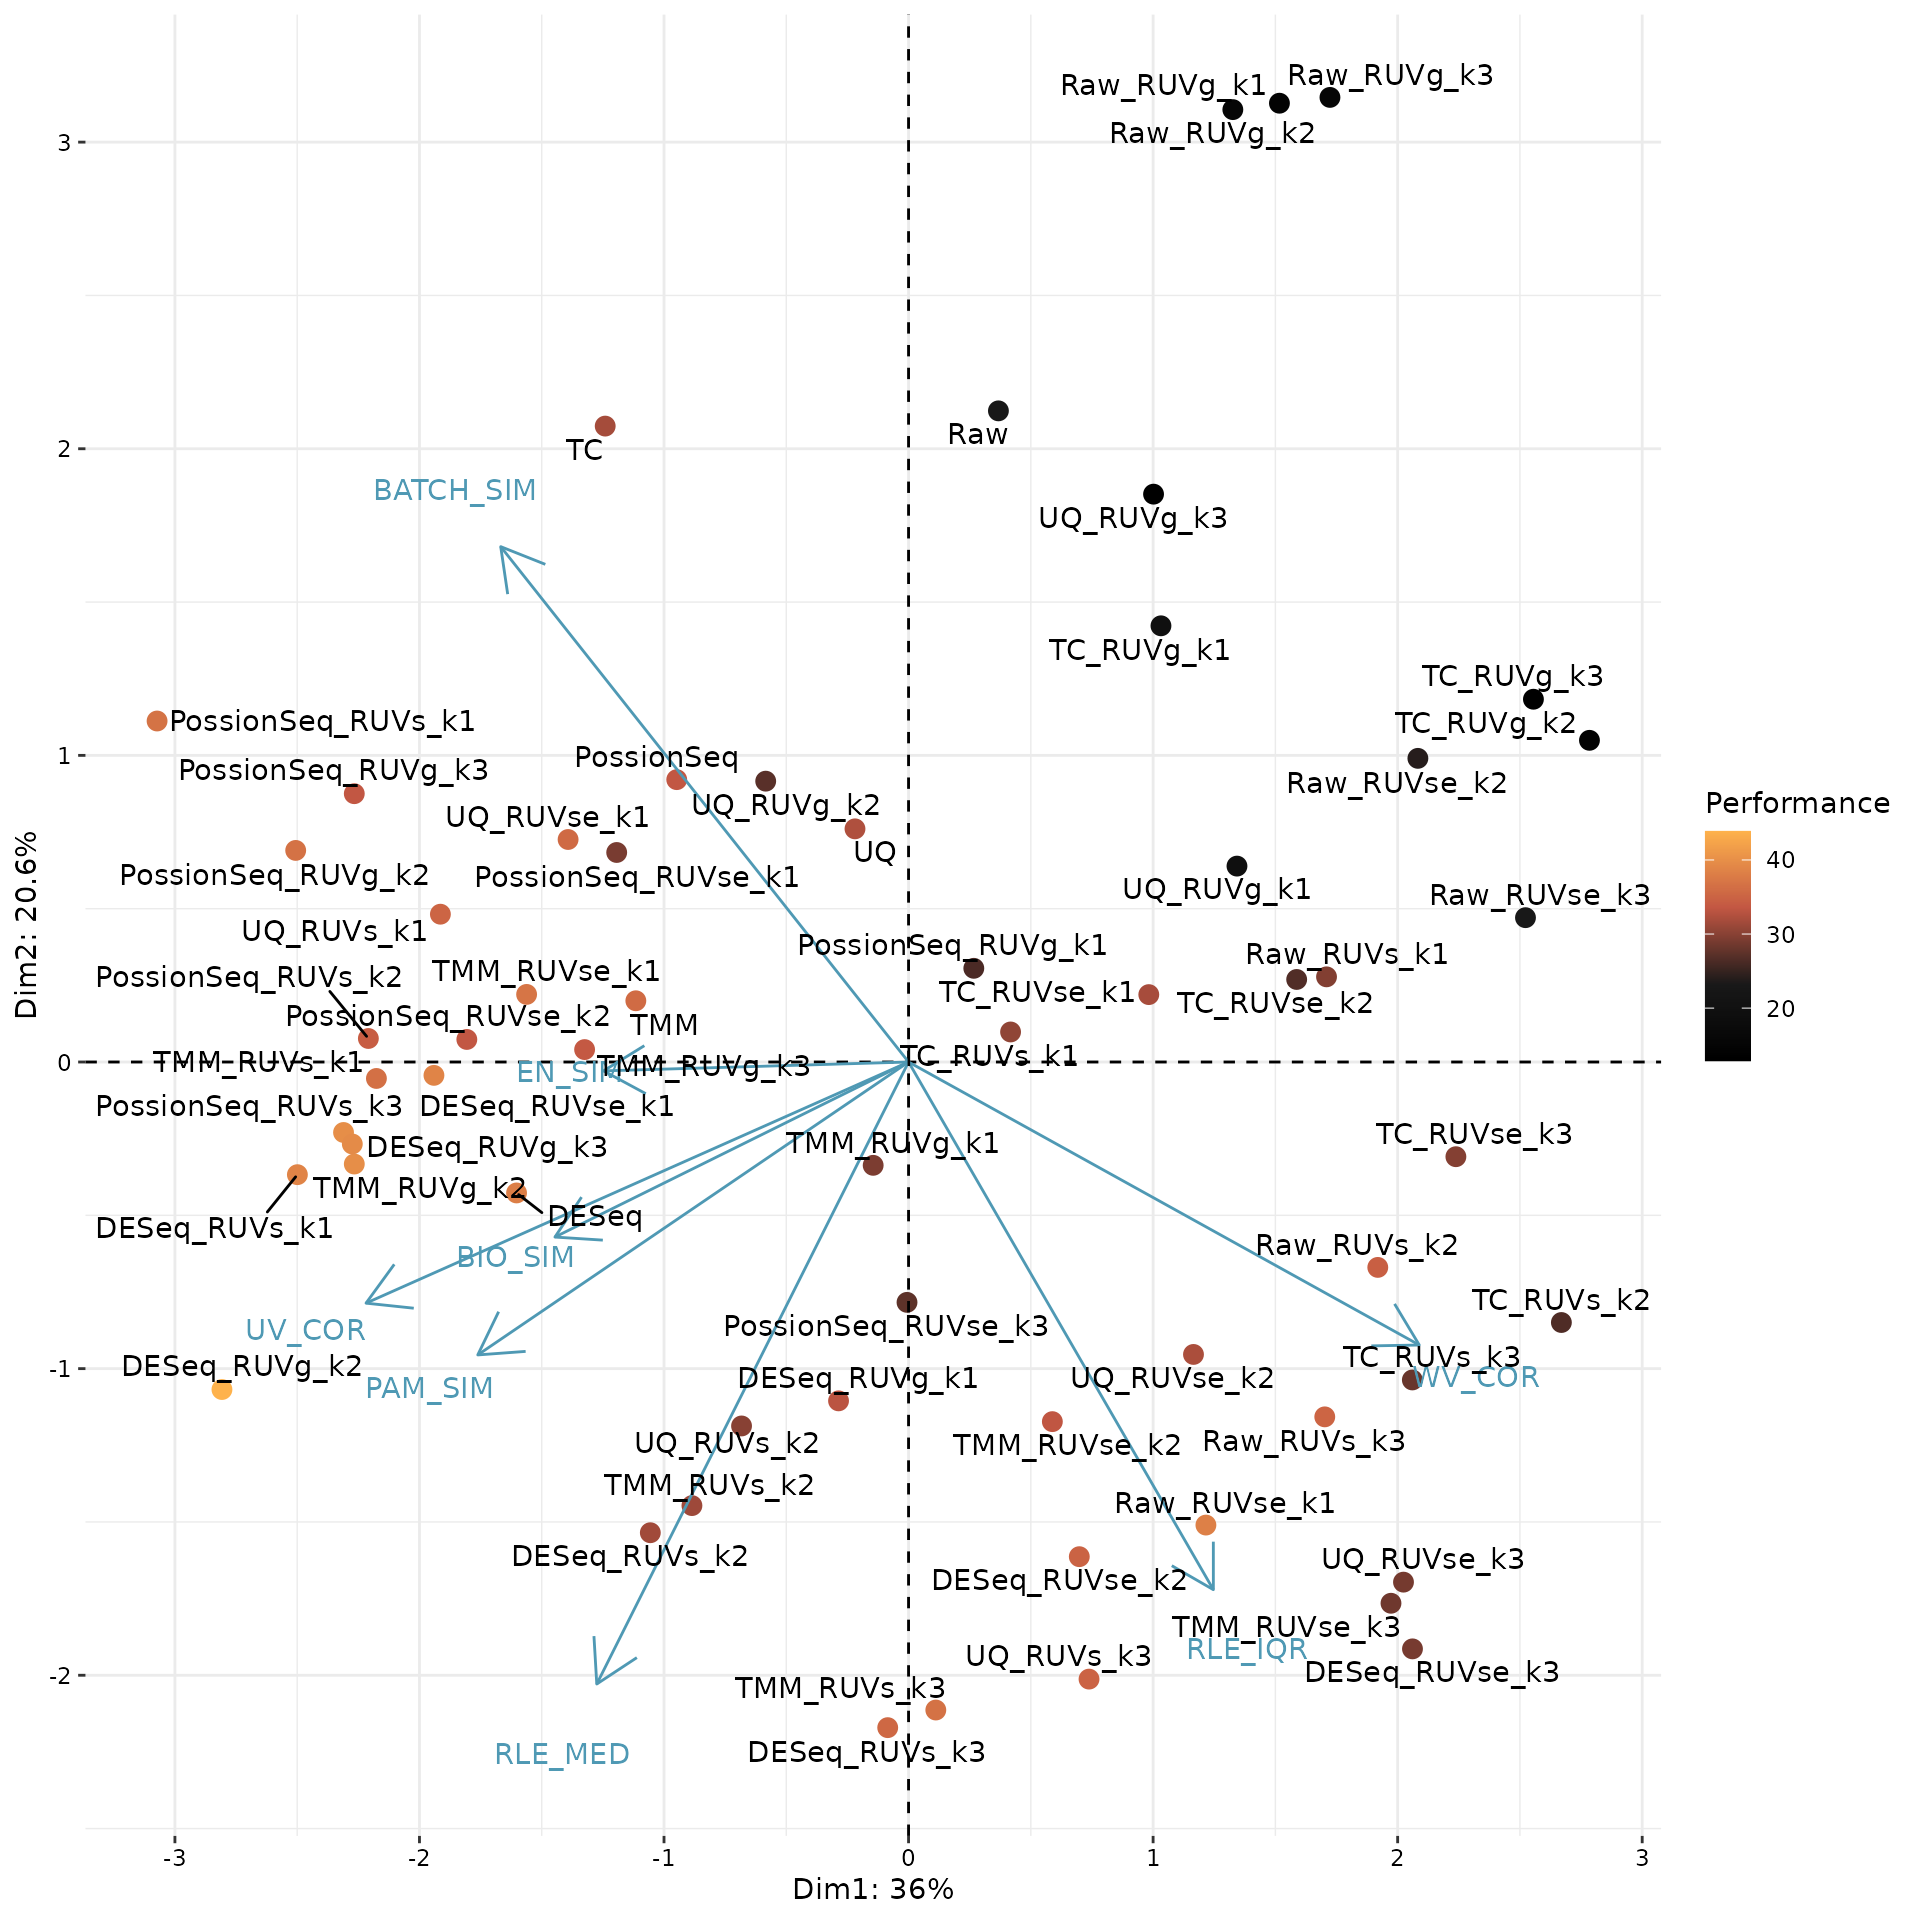 Raw_RUVg_k3
Raw_RUVg_k1
Raw_RUVg_k2
3
Raw
TC
2
BATCH_SIM
UQ_RUVg_k3
TC_RUVg_k1
TC_RUVg_k3
PossionSeq_RUVs_k1
TC_RUVg_k2
1
PossionSeq
PossionSeq_RUVg_k3
Raw_RUVse_k2
UQ_RUVg_k2
UQ_RUVse_k1
UQ
PossionSeq_RUVg_k2
PossionSeq_RUVse_k1
UQ_RUVg_k1
Raw_RUVse_k3
UQ_RUVs_k1
PossionSeq_RUVg_k1
Raw_RUVs_k1
TMM_RUVse_k1
PossionSeq_RUVs_k2
TC_RUVse_k1
TC_RUVse_k2
PossionSeq_RUVse_k2
TMM
TC_RUVs_k1
TMM_RUVs_k1
0
TMM_RUVg_k3
EN_SIM
PossionSeq_RUVs_k3
DESeq_RUVse_k1
TC_RUVse_k3
TMM_RUVg_k1
DESeq_RUVg_k3
TMM_RUVg_k2
DESeq
DESeq_RUVs_k1
Raw_RUVs_k2
BIO_SIM
TC_RUVs_k2
PossionSeq_RUVse_k3
UV_COR
TC_RUVs_k3
DESeq_RUVg_k2
-1
WV_COR
DESeq_RUVg_k1
UQ_RUVse_k2
PAM_SIM
UQ_RUVs_k2
TMM_RUVse_k2
Raw_RUVs_k3
TMM_RUVs_k2
Raw_RUVse_k1
DESeq_RUVs_k2
UQ_RUVse_k3
DESeq_RUVse_k2
TMM_RUVse_k3
RLE_IQR
UQ_RUVs_k3
DESeq_RUVse_k3
-2
TMM_RUVs_k3
DESeq_RUVs_k3
RLE_MED
-3
-2
-1
0
1
2
3
Dim1: 36%
Dim2: 20.6%
Performance
40
30
20